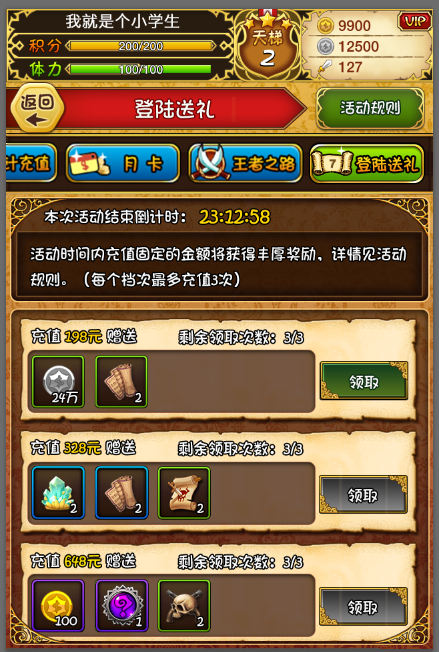 我就是个小学生
积分 200/200
体力 100/100
天梯
2
9900
12500
127
VIP
返回
登陆送礼
活动规则
计充值
月卡
王者之路
7
登陆送礼
本次活动结束倒计时： 23:12:58
活动时间内充值固定的金额将获得丰厚奖励，详情见活动
规则。（每个挡次最多充值3次）
充值 198元 赠送 剩余领取次数：3/3
24万 2
领取
充值 328元 赠送 剩余领取次数：3/3
2 2 2
领取
充值 648元 赠送 剩余领取次数：3/3
100 1 2
领取